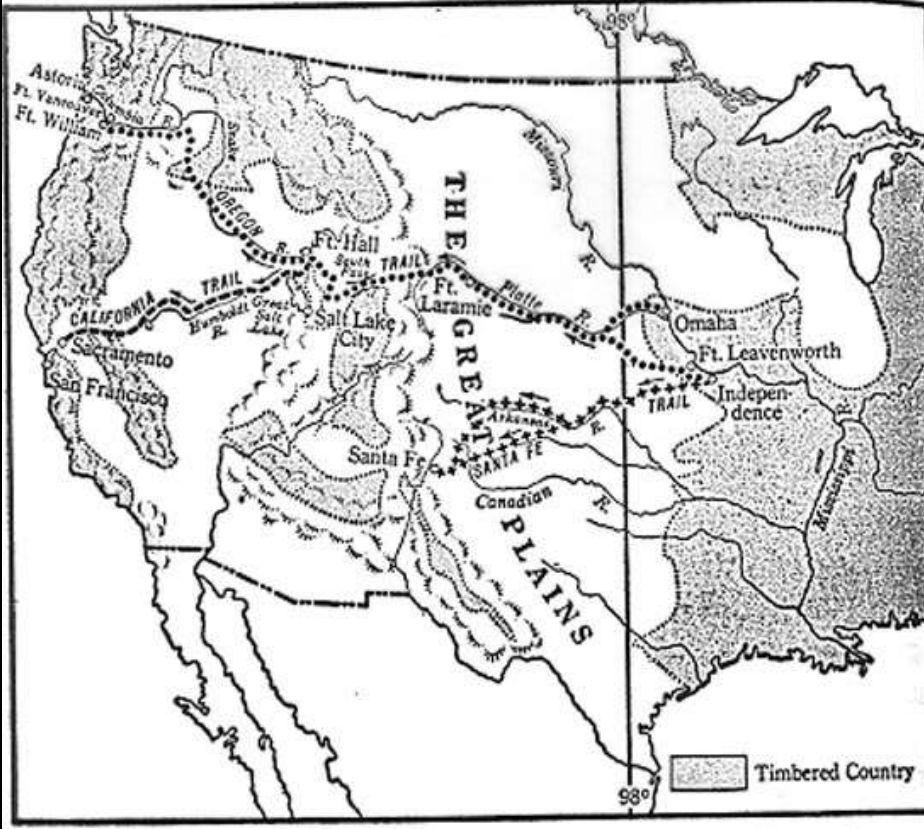 98°
Astoria
Ft. Vancouver
Columbia
R.
Ft. William
Snake
Missouri
R.
THE GREAT PLAINS
OREGON
R.
Ft. Hall
South
Pass
TRAIL
Ft.
Laramie
Platte
R.
Omaha
CALIFORNIA
TRAIL
Humboldt
R.
Great
Salt
Lake
Salt Lake
City
Sacramento
San Francisco
Ft. Leavenworth
Indepen-
dence
TRAIL
Arkansas
R.
SANTA FE
Santa Fe
Canadian
R.
Mississippi
R.
Timbered Country
98°